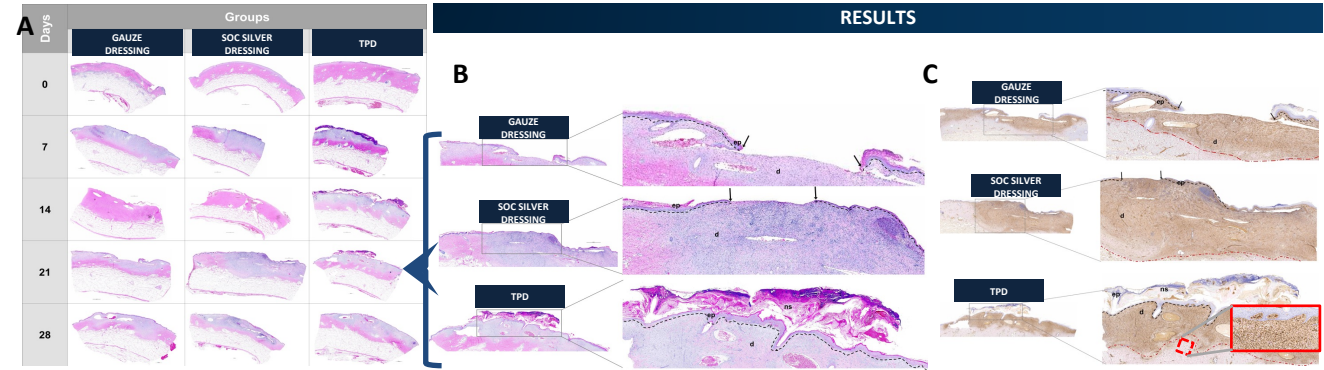 RESULTS
A
Days
Groups
GAUZE
DRESSING
SOC SILVER
DRESSING
TPD
0
7
14
21
28
B
GAUZE
DRESSING
ep
d
SOC SILVER
DRESSING
ep
d
TPD
ns
ep
d
C
GAUZE
DRESSING
ep
d
SOC SILVER
DRESSING
ep
d
TPD
ep
ns
d